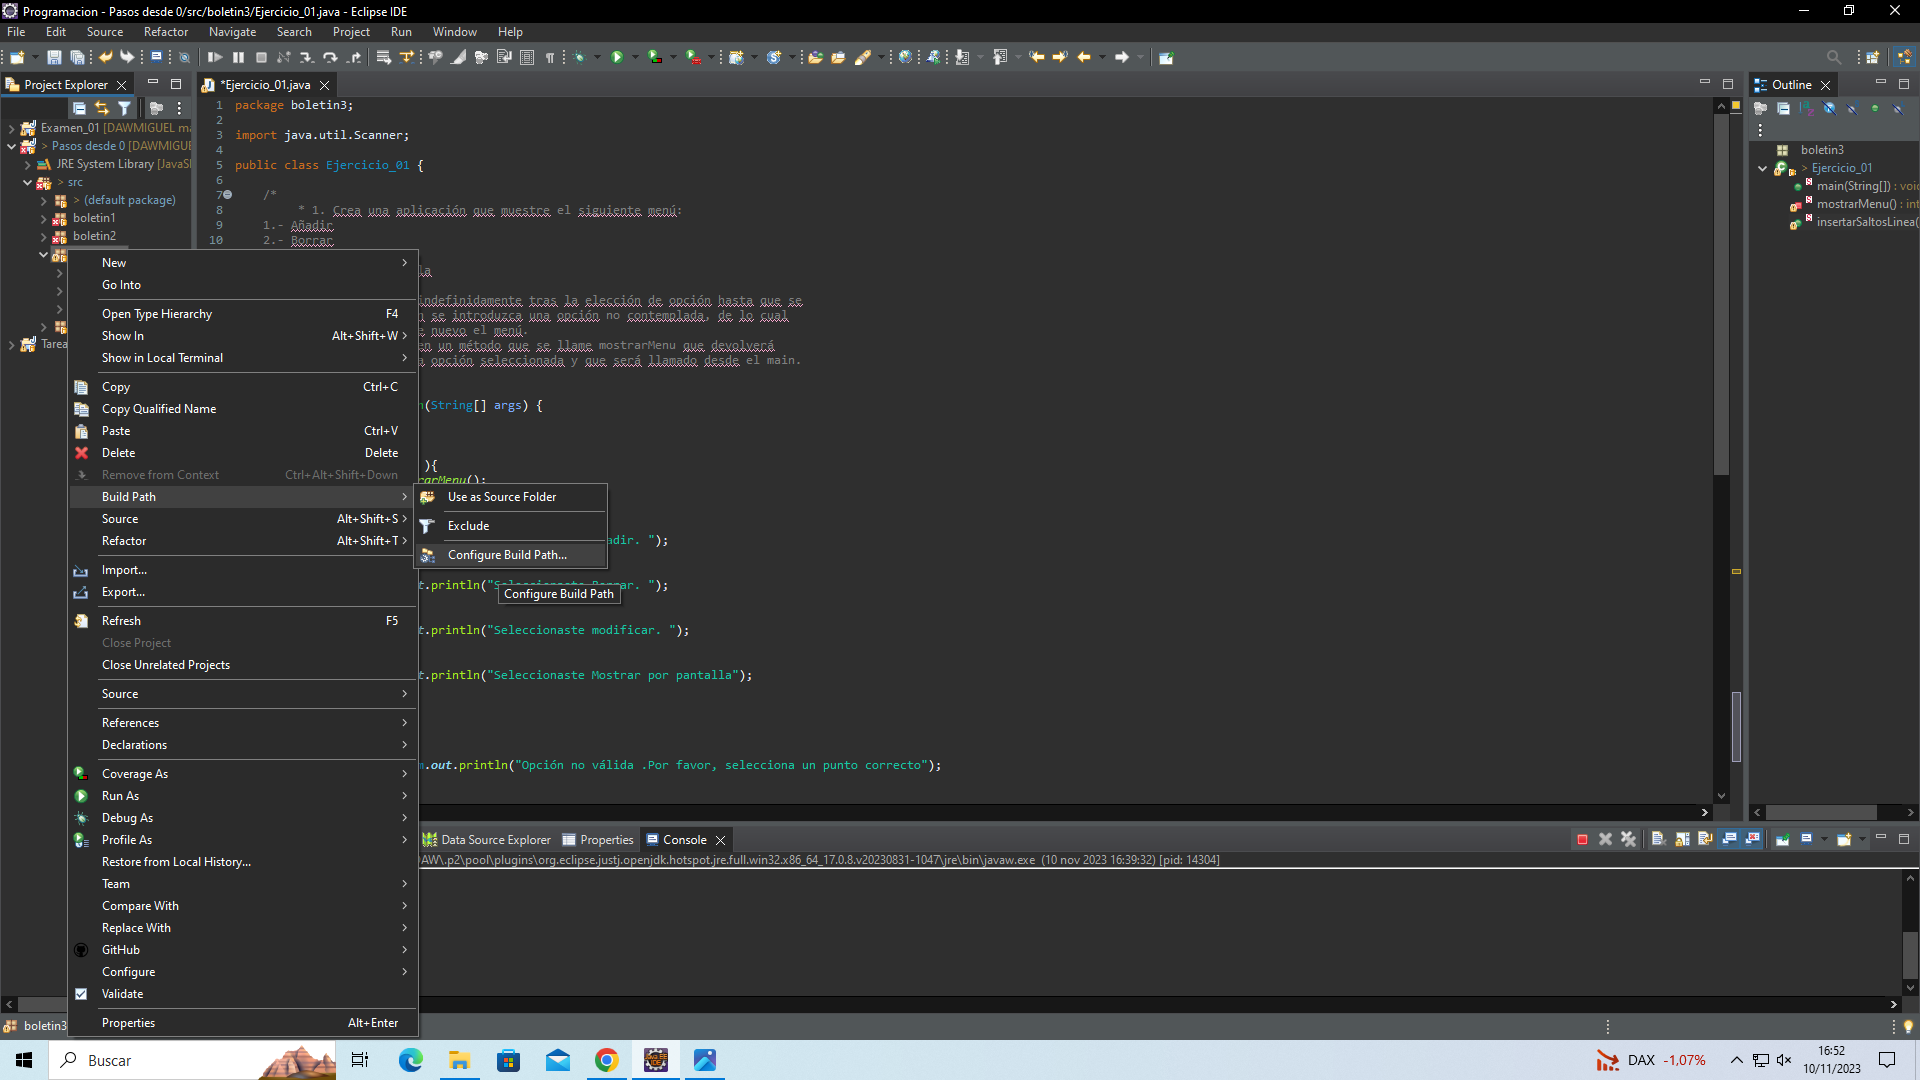 Programacion - Pasos desde 0/src/boletin3/Ejercicio_01.java - Eclipse IDE
File Edit Source Refactor Navigate Search Project Run Window Help
Project Explorer
*Ejercicio_01.java
Outline
Examen_01 [DAWMIGUEL ma
> Pasos desde 0 [DAWMIGUE
JRE System Library [JavaS
> src
> (default package)
boletin1
boletin2
Tarea
1 package boletin3;
2
3 import java.util.Scanner;
4
5 public class Ejercicio_01 {
6
7 /*
8 * 1. Crea una aplicación que muestre el siguiente menú:
9 1.- Añadir
10 2.- Borrar
la
indefinidamente tras la elección de opción hasta que se
se introduzca una opción no contemplada, de lo cual
nuevo el menú.
en un método que se llame mostrarMenu que devolverá
opción seleccionada y que será llamado desde el main.
(String[] args) {
){
rarMenu();
adir. ");
t.println("Seleccionaste Borrar. ");
t.println("Seleccionaste modificar. ");
t.println("Seleccionaste Mostrar por pantalla");
.out.println("Opción no válida .Por favor, selecciona un punto correcto");
boletin3
> Ejercicio_01
main(String[]) : voi
mostrarMenu() : int
insertarSaltosLinea(
New
Go Into
Open Type Hierarchy F4
Show In Alt+Shift+W
Show in Local Terminal
Copy Ctrl+C
Copy Qualified Name
Paste Ctrl+V
Delete Delete
Remove from Context Ctrl+Alt+Shift+Down
Build Path
Source Alt+Shift+S
Refactor Alt+Shift+T
Import...
Export...
Refresh F5
Close Project
Close Unrelated Projects
Source
References
Declarations
Coverage As
Run As
Debug As
Profile As
Restore from Local History...
Team
Compare With
Replace With
GitHub
Configure
Validate
Properties Alt+Enter
Use as Source Folder
Exclude
Configure Build Path...
Configure Build Path
Data Source Explorer
Properties
Console
DAW\.p2\pool\plugins\org.eclipse.justj.openjdk.hotspot.jre.full.win32.x86_64_17.0.8.v20230831-1047\jre\bin\javaw.exe (10 nov 2023 16:39:32) [pid: 14304]
boletin3
Buscar
DAX -1,07%
16:52
10/11/2023